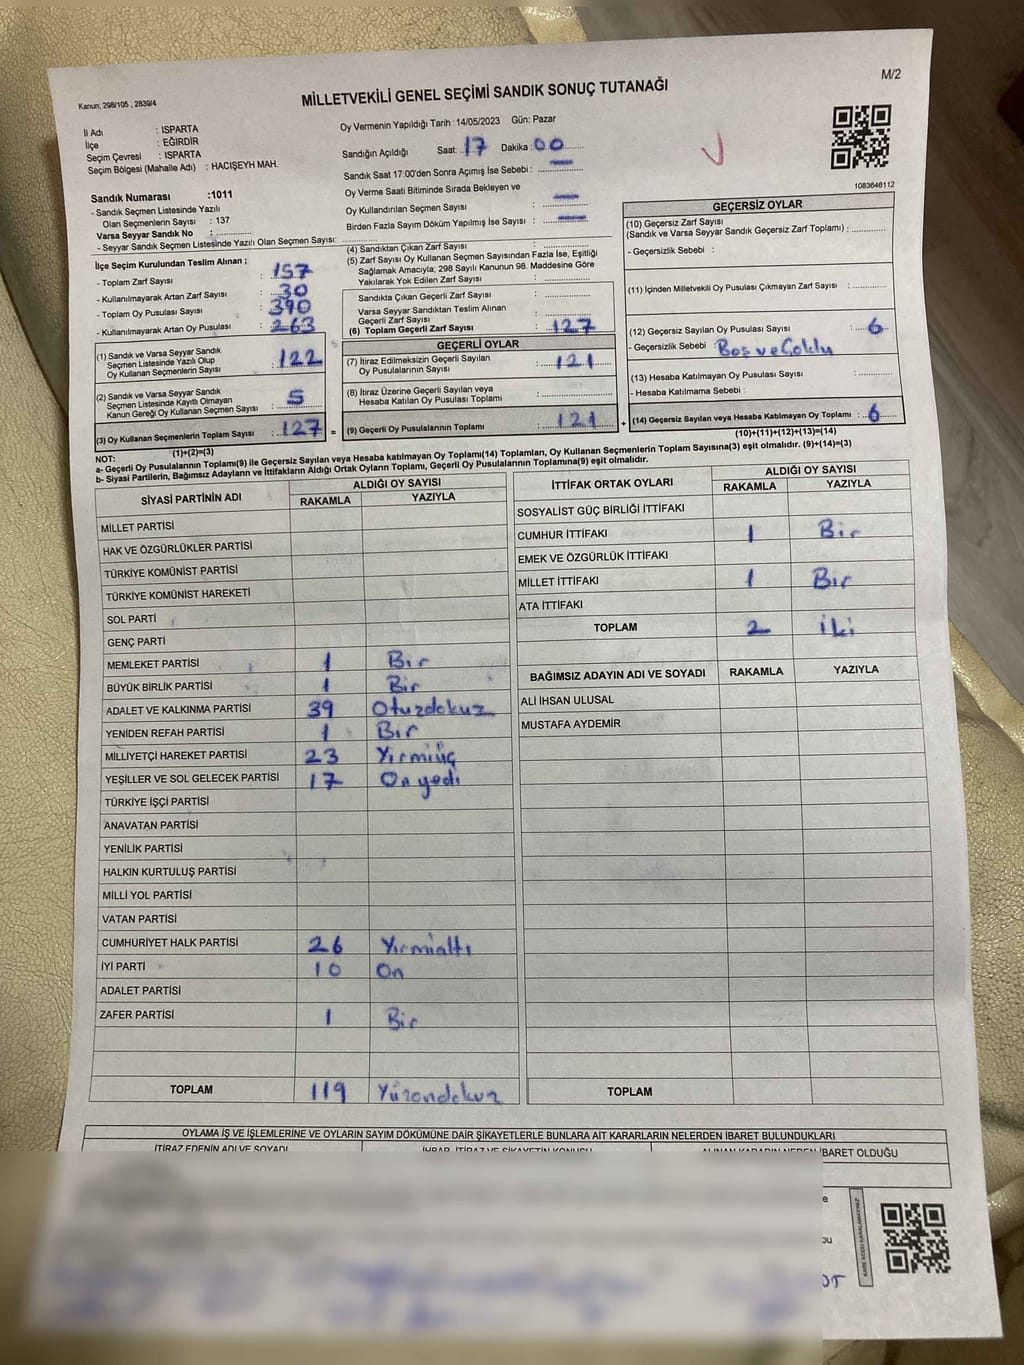 M/2
Kanun; 298/105 , 2839/4
MİLLETVEKİLİ GENEL SEÇİMİ SANDIK SONUÇ TUTANAĞI
İl Adı : ISPARTA
İlçe : EĞİRDİR
Seçim Çevresi : ISPARTA
Seçim Bölgesi (Mahalle Adı) : HACIŞEYH MAH.
Sandık Numarası :1011
- Sandık Seçmen Listesinde Yazılı
Olan Seçmenlerin Sayısı : 137
Varsa Seyyar Sandık No :
- Seyyar Sandık Seçmen Listesinde Yazılı Olan Seçmen Sayısı:
Oy Vermenin Yapıldığı Tarih :14/05/2023 Gün: Pazar
Sandığın Açıldığı Saat: 17 Dakika: 00
Sandık Saat 17:00'den Sonra Açımış İse Sebebi : —
Oy Verme Saati Bitiminde Sırada Bekleyen ve
Oy Kullandırılan Seçmen Sayısı : —
Birden Fazla Sayım Döküm Yapılmış İse Sayısı : —
1083646112
İlçe Seçim Kurulundan Teslim Alınan ;
- Toplam Zarf Sayısı : 157
- Kullanılmayarak Artan Zarf Sayısı : 30
- Toplam Oy Pusulası Sayısı : 390
- Kullanılmayarak Artan Oy Pusulası : 263
(1) Sandık ve Varsa Seyyar Sandık
Seçmen Listesinde Yazılı Olup
Oy Kullanan Seçmenlerin Sayısı : 122
(2) Sandık ve Varsa Seyyar Sandık
Seçmen Listesinde Kayıtlı Olmayan
Kanun Gereği Oy Kullanan Seçmen Sayısı : 5
(3) Oy Kullanan Seçmenlerin Toplam Sayısı : 127 =
(1)+(2)=(3)
(4) Sandıktan Çıkan Zarf Sayısı :
(5) Zarf Sayısı Oy Kullanan Seçmen Sayısından Fazla İse, Eşitliği
Sağlamak Amacıyla; 298 Sayılı Kanunun 98. Maddesine Göre
Yakılarak Yok Edilen Zarf Sayısı :
Sandıkta Çıkan Geçerli Zarf Sayısı :
Varsa Seyyar Sandıktan Teslim Alınan
Geçerli Zarf Sayısı :
(6) Toplam Geçerli Zarf Sayısı : 127
GEÇERLİ OYLAR
(7) İtiraz Edilmeksizin Geçerli Sayılan
Oy Pusulalarının Sayısı : 121
(8) İtiraz Üzerine Geçerli Sayılan veya
Hesaba Katılan Oy Pusulası Toplamı :
(9) Geçerli Oy Pusulalarının Toplamı : 121 +
GEÇERSİZ OYLAR
(10) Geçersiz Zarf Sayısı
(Sandık ve Varsa Seyyar Sandık Geçersiz Zarf Toplamı) :
- Geçersizlik Sebebi :
(11) İçinden Milletvekili Oy Pusulası Çıkmayan Zarf Sayısı :
(12) Geçersiz Sayılan Oy Pusulası Sayısı : 6
- Geçersizlik Sebebi : Boş ve Çoklu
(13) Hesaba Katılmayan Oy Pusulası Sayısı :
- Hesaba Katılmama Sebebi :
(14) Geçersiz Sayılan veya Hesaba Katılmayan Oy Toplamı : 6
(10)+(11)+(12)+(13)=(14)
NOT:
a- Geçerli Oy Pusulalarının Toplamı(9) ile Geçersiz Sayılan veya Hesaba katılmayan Oy Toplamı(14) Toplamları, Oy Kullanan Seçmenlerin Toplam Sayısına(3) eşit olmalıdır. (9)+(14)=(3)
b- Siyasi Partilerin, Bağımsız Adayların ve İttifakların Aldığı Ortak Oyların Toplamı, Geçerli Oy Pusulalarının Toplamına(9) eşit olmalıdır.
SİYASİ PARTİNİN ADI ALDIĞI OY SAYISI
RAKAMLA YAZIYLA
MİLLET PARTİSİ
HAK VE ÖZGÜRLÜKLER PARTİSİ
TÜRKİYE KOMÜNİST PARTİSİ
TÜRKİYE KOMÜNİST HAREKETİ
SOL PARTİ
GENÇ PARTİ
MEMLEKET PARTİSİ 1 Bir
BÜYÜK BİRLİK PARTİSİ 1 Bir
ADALET VE KALKINMA PARTİSİ 39 Otuzdokuz
YENİDEN REFAH PARTİSİ 1 Bir
MİLLİYETÇİ HAREKET PARTİSİ 23 Yirmiüç
YEŞİLLER VE SOL GELECEK PARTİSİ 17 Onyedi
TÜRKİYE İŞÇİ PARTİSİ
ANAVATAN PARTİSİ
YENİLİK PARTİSİ
HALKIN KURTULUŞ PARTİSİ
MİLLİ YOL PARTİSİ
VATAN PARTİSİ
CUMHURİYET HALK PARTİSİ 26 Yirmialtı
İYİ PARTİ 10 On
ADALET PARTİSİ
ZAFER PARTİSİ 1 Bir
TOPLAM 119 Yüzondokuz
İTTİFAK ORTAK OYLARI ALDIĞI OY SAYISI
RAKAMLA YAZIYLA
SOSYALİST GÜÇ BİRLİĞİ İTTİFAKI
CUMHUR İTTİFAKI 1 Bir
EMEK VE ÖZGÜRLÜK İTTİFAKI
MİLLET İTTİFAKI 1 Bir
ATA İTTİFAKI
TOPLAM 2 İki
BAĞIMSIZ ADAYIN ADI VE SOYADI RAKAMLA YAZIYLA
ALİ İHSAN ULUSAL
MUSTAFA AYDEMİR
TOPLAM
OYLAMA İŞ VE İŞLEMLERİNE VE OYLARIN SAYIM DÖKÜMÜNE DAİR ŞİKAYETLERLE BUNLARA AİT KARARLARIN NELERDEN İBARET BULUNDUKLARI
İTİRAZ EDENİN ADI VE SOYADI İHBAR, İTİRAZ VE ŞİKAYETİN KONUSU ALINAN KARARIN NEDEN İBARET OLDUĞU